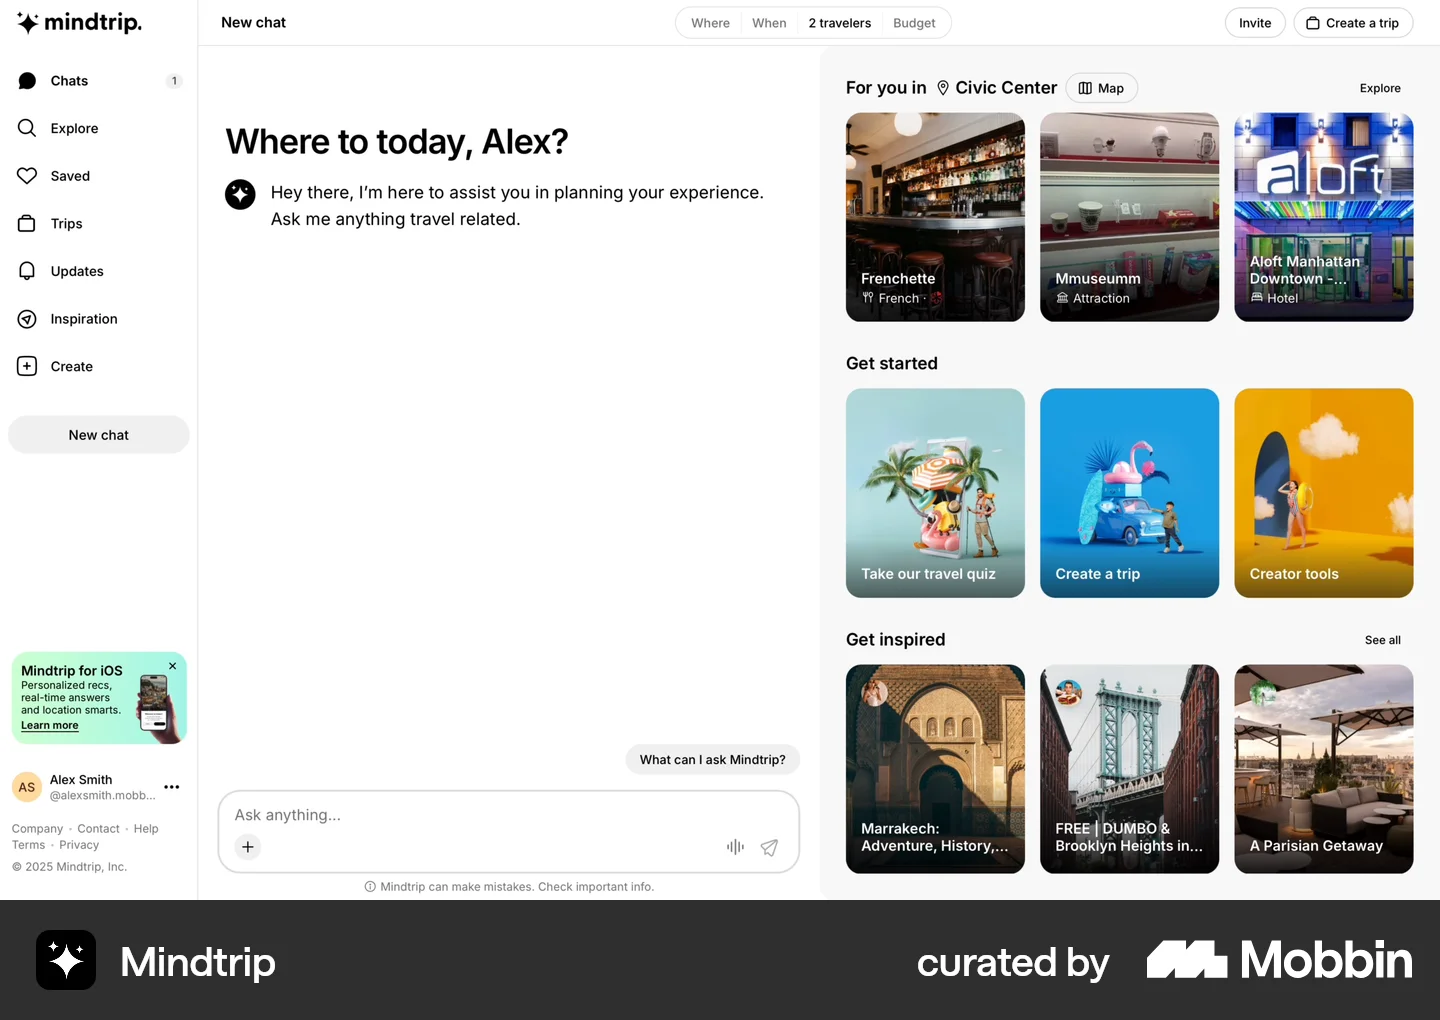 mindtrip.
Chats
1
Explore
Saved
Trips
Updates
Inspiration
Create
New chat
Mindtrip for iOS
Personalized recs,
real-time answers
and location smarts.
Learn more
AS
Alex Smith
@alexsmith.mobb...
Company · Contact · Help
Terms · Privacy
© 2025 Mindtrip, Inc.
New chat
Where
When
2 travelers
Budget
Invite
Create a trip
Where to today, Alex?
Hey there, I’m here to assist you in planning your experience.
Ask me anything travel related.
What can I ask Mindtrip?
Ask anything...
Mindtrip can make mistakes. Check important info.
For you in Civic Center
Map
Explore
Frenchette
French ·
Mmuseumm
Attraction
aloft
Aloft Manhattan
Downtown -...
Hotel
Get started
Take our travel quiz
Create a trip
Creator tools
Get inspired
See all
Marrakech:
Adventure, History,...
FREE | DUMBO &
Brooklyn Heights in...
A Parisian Getaway
Mindtrip
curated by
Mobbin